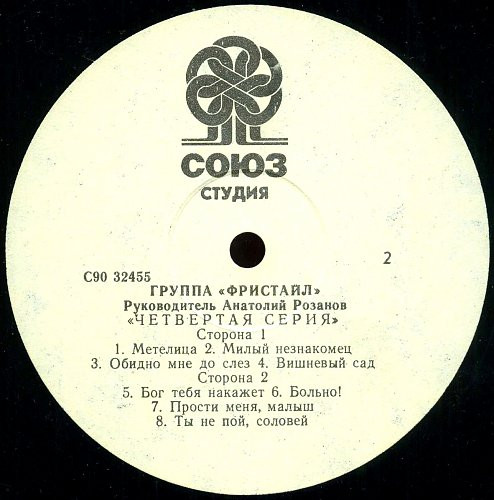 СОЮЗ
СТУДИЯ
2
С90 32455
ГРУППА «ФРИСТАЙЛ»
Руководитель Анатолий Розанов
«ЧЕТВЕРТАЯ СЕРИЯ»
Сторона 1
1. Метелица 2. Милый незнакомец
3. Обидно мне до слез 4. Вишневый сад
Сторона 2
5. Бог тебя накажет 6. Больно!
7. Прости меня, малыш
8. Ты не пой, соловей